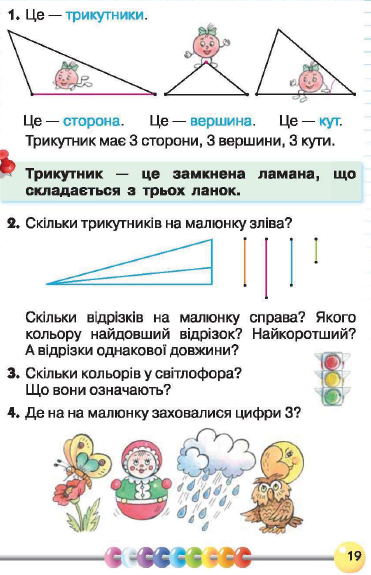 1. Це — трикутники.
Це — сторона. Це — вершина. Це — кут.
Трикутник має 3 сторони, 3 вершини, 3 кути.
Трикутник — це замкнена ламана, що
складається з трьох ланок.
2. Скільки трикутників на малюнку зліва?
Скільки відрізків на малюнку справа? Якого
кольору найдовший відрізок? Найкоротший?
А відрізки однакової довжини?
3. Скільки кольорів у світлофора?
Що вони означають?
4. Де на на малюнку заховалися цифри 3?
19